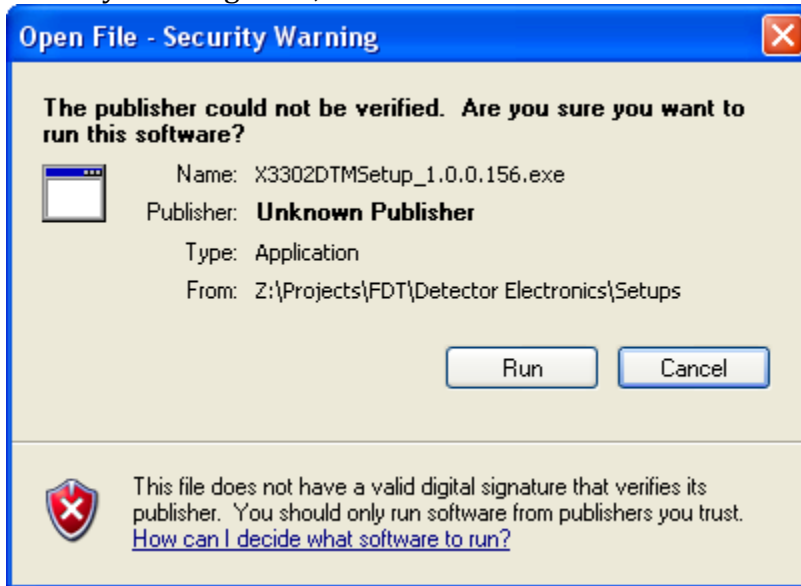 Open File - Security Warning
The publisher could not be verified.  Are you sure you want to
run this software?
Name: X3302DTMSetup_1.0.0.156.exe
Publisher: Unknown Publisher
Type: Application
From: Z:\Projects\FDT\Detector Electronics\Setups
Run Cancel
This file does not have a valid digital signature that verifies its
publisher.  You should only run software from publishers you trust.
How can I decide what software to run?